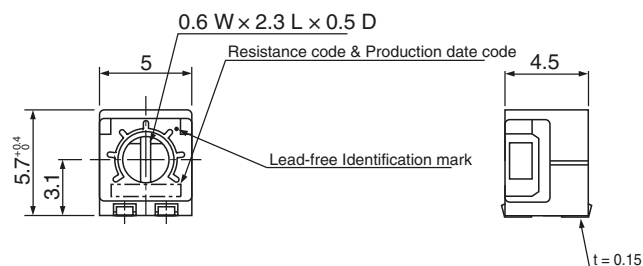 0.6 W × 2.3 L × 0.5 D
Resistance code & Production date code
5
4.5
5.7 +0.4 0
3.1
Lead-free Identification mark
t = 0.15